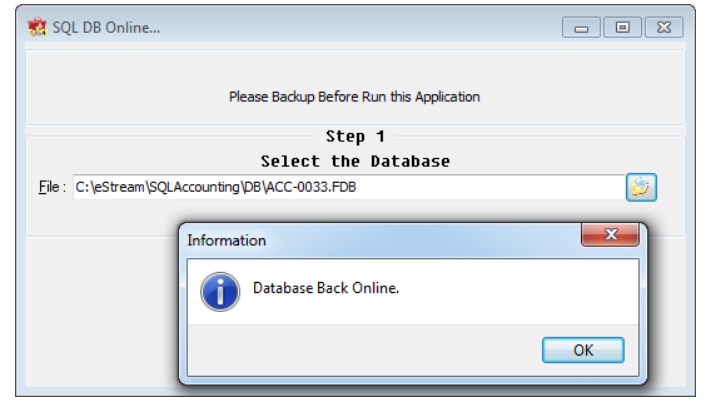 SQL DB Online...
Please Backup Before Run this Application
Step 1
Select the Database
File : C:\eStream\SQLAccounting\DB\ACC-0033.FDB
Information
Database Back Online.
OK